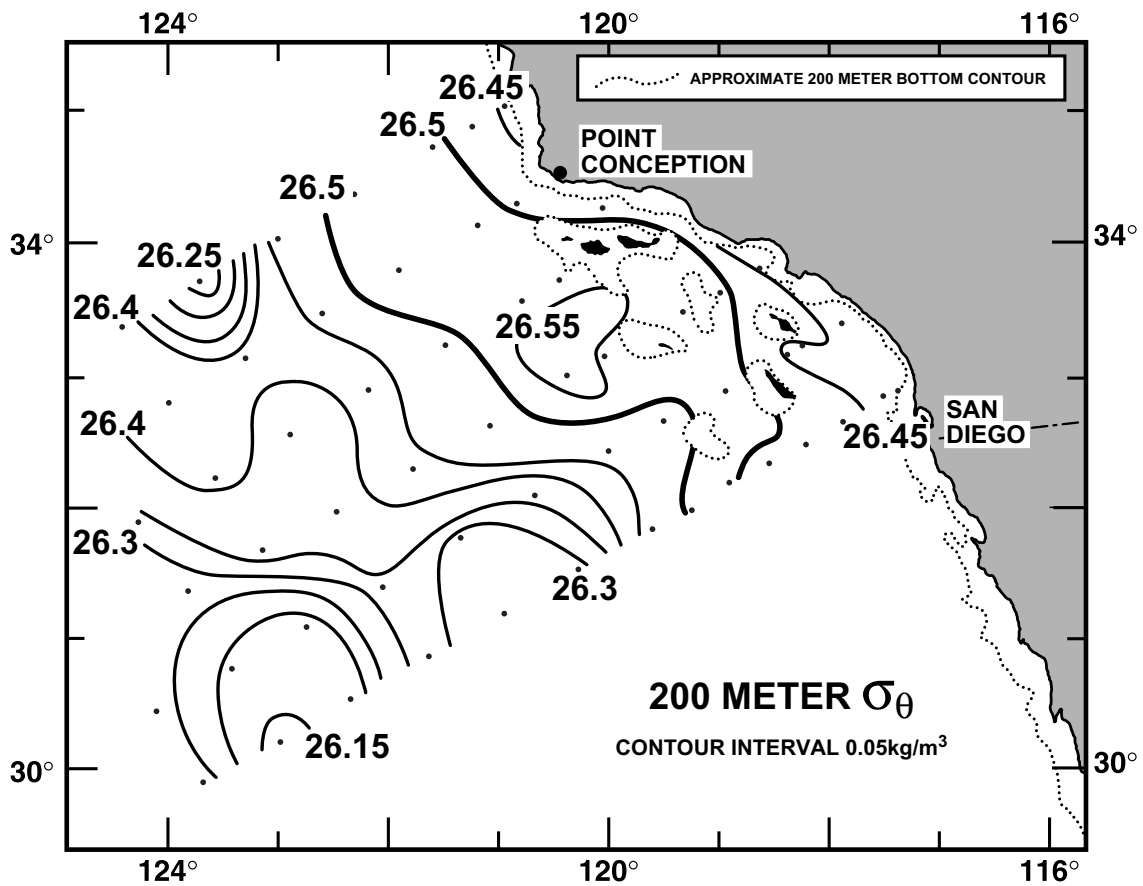 124° 120° 116°
APPROXIMATE 200 METER BOTTOM CONTOUR
26.45
26.5
POINT
CONCEPTION
26.5
34° 34°
26.25
26.4
26.55
26.4
SAN
DIEGO
26.45
26.3
26.3
200 METER σθ
CONTOUR INTERVAL 0.05kg/m³
26.15
30° 30°
124° 120° 116°